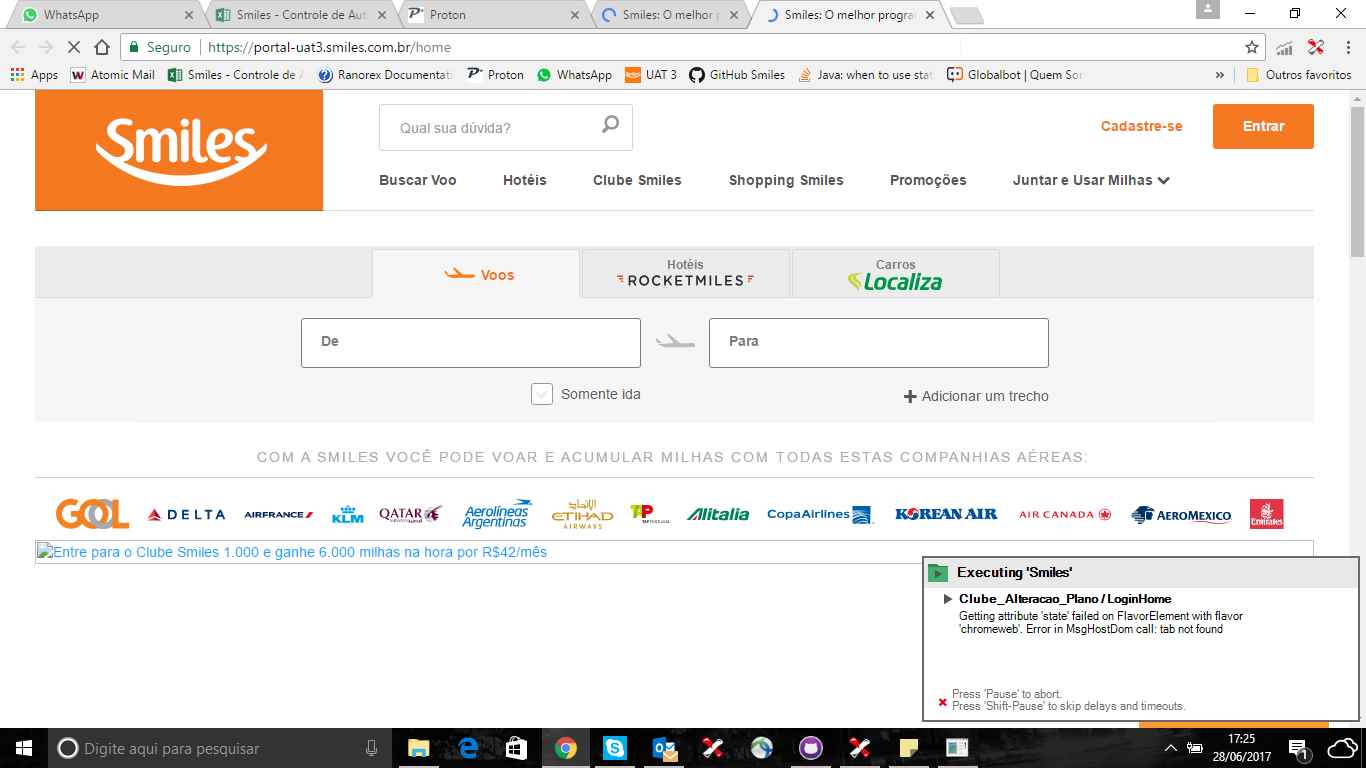 WhatsApp
Smiles - Controle de Aut
Proton
Smiles: O melhor p
Smiles: O melhor progra
Seguro
https://portal-uat3.smiles.com.br/home
Apps
Atomic Mail
Smiles - Controle de A
Ranorex Documentati
Proton
WhatsApp
UAT 3
GitHub Smiles
Java: when to use stat
Globalbot | Quem So
»
Outros favoritos
Smiles
Qual sua dúvida?
Cadastre-se
Entrar
Buscar Voo
Hotéis
Clube Smiles
Shopping Smiles
Promoções
Juntar e Usar Milhas
Voos
Hotéis
ROCKETMILES
Carros
Localiza
De
Para
Somente ida
Adicionar um trecho
COM A SMILES VOCÊ PODE VOAR E ACUMULAR MILHAS COM TODAS ESTAS COMPANHIAS AÉREAS:
GOL
DELTA
AIRFRANCE
KLM
QATAR
Aerolíneas
Argentinas
ETIHAD
AIRWAYS
TAP
Alitalia
CopaAirlines
KOREAN AIR
AIR CANADA
AEROMEXICO
Emirates
Entre para o Clube Smiles 1.000 e ganhe 6.000 milhas na hora por R$42/mês
Executing 'Smiles'
Clube_Alteracao_Plano / LoginHome
Getting attribute 'state' failed on FlavorElement with flavor
'chromeweb'. Error in MsgHostDom call: tab not found
Press 'Pause' to abort.
Press 'Shift-Pause' to skip delays and timeouts.
Digite aqui para pesquisar
17:25
28/06/2017
1